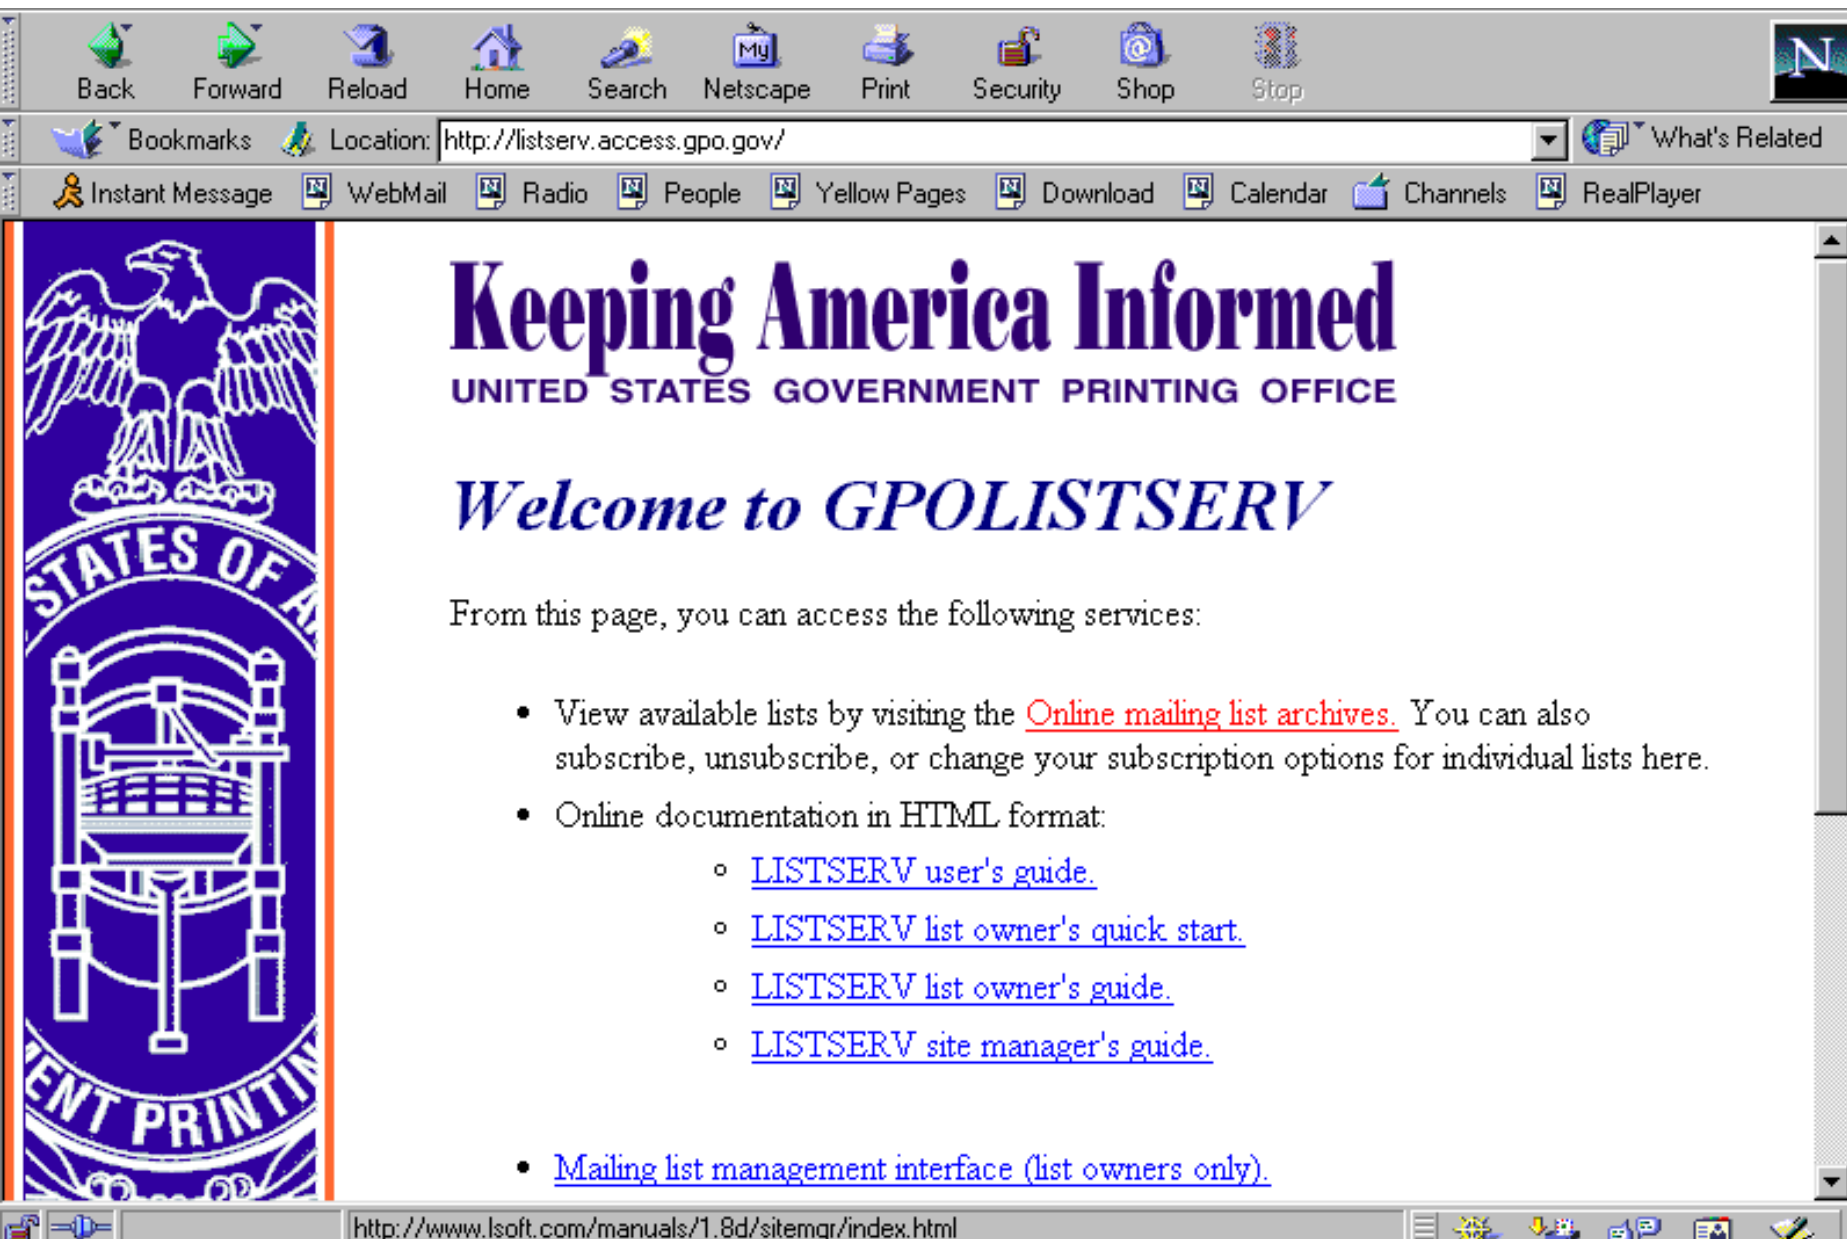 Back Forward Reload Home Search Netscape Print Security Shop Stop
My
N
Bookmarks Location: http://listserv.access.gpo.gov/ What's Related
Instant Message WebMail Radio People Yellow Pages Download Calendar Channels RealPlayer
Keeping America Informed
UNITED STATES GOVERNMENT PRINTING OFFICE
Welcome to GPOLISTSERV
STATES OF A
From this page, you can access the following services:
• View available lists by visiting the Online mailing list archives. You can also
subscribe, unsubscribe, or change your subscription options for individual lists here.
• Online documentation in HTML format:
LISTSERV user's guide.
LISTSERV list owner's quick start.
LISTSERV list owner's guide.
LISTSERV site manager's guide.
ENT PRINTIN
• Mailing list management interface (list owners only).
http://www.lsoft.com/manuals/1.8d/sitemgr/index.html